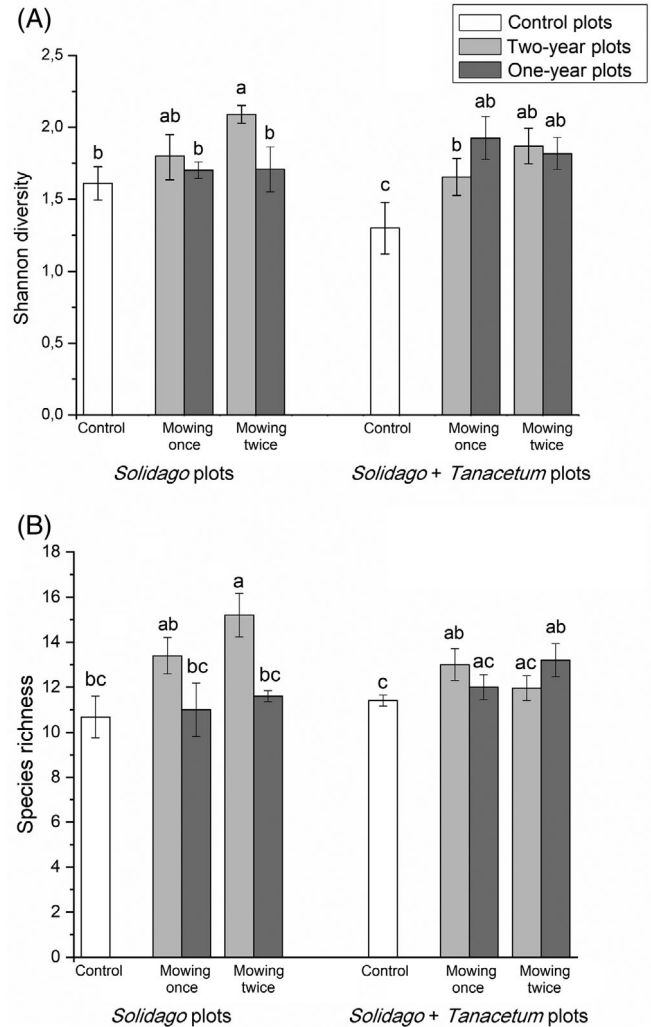 (A)
Control plots
Two-year plots
One-year plots
Shannon diversity
2,5
2,0
1,5
1,0
0,5
0,0
b
ab
b
a
b
c
b
ab
ab
ab
Control
Mowing once
Mowing twice
Control
Mowing once
Mowing twice
Solidago plots
Solidago + Tanacetum plots
(B)
Species richness
18
16
14
12
10
8
6
4
2
0
bc
ab
bc
a
bc
c
ab
ac
ac
ab
Control
Mowing once
Mowing twice
Control
Mowing once
Mowing twice
Solidago plots
Solidago + Tanacetum plots